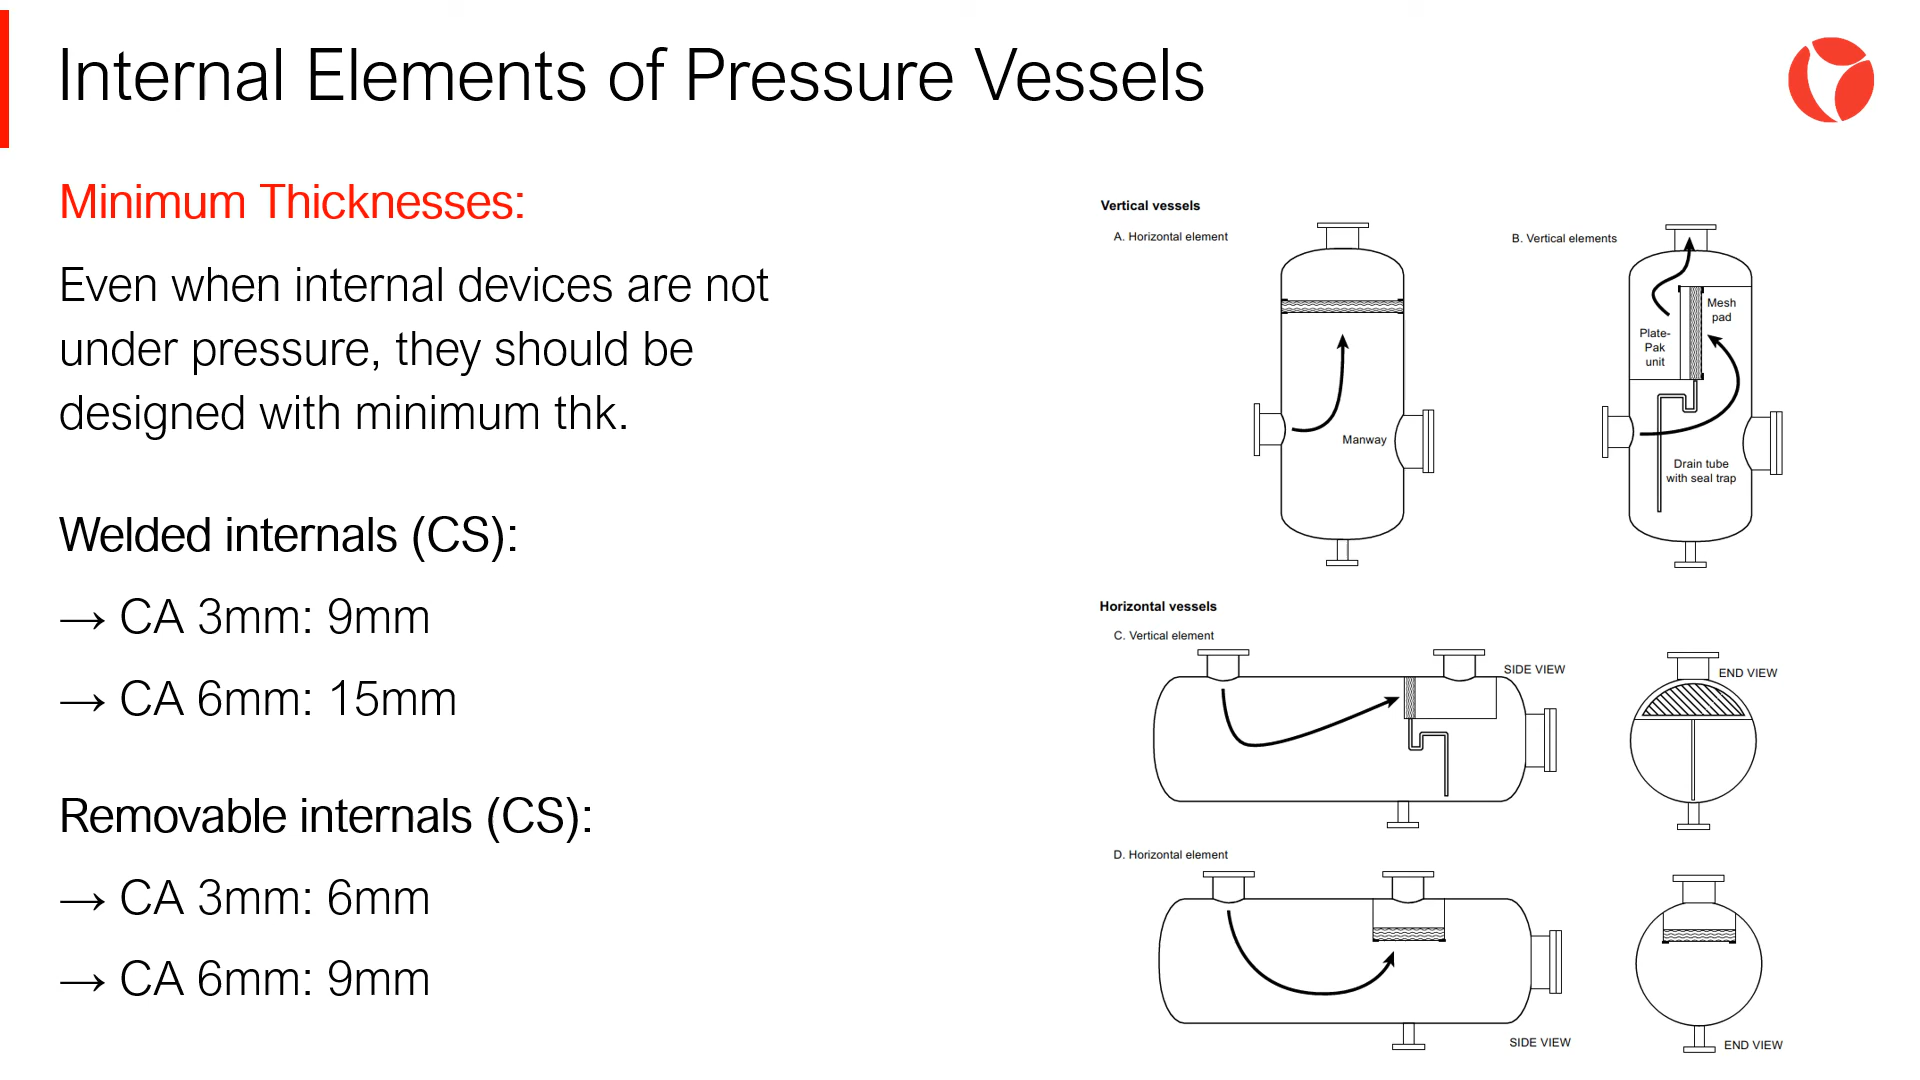 Internal Elements of Pressure Vessels
Minimum Thicknesses:
Even when internal devices are not
under pressure, they should be
designed with minimum thk.
Welded internals (CS):
→ CA 3mm: 9mm
→ CA 6mm: 15mm
Removable internals (CS):
→ CA 3mm: 6mm
→ CA 6mm: 9mm
Vertical vessels
A. Horizontal element
Manway
B. Vertical elements
Mesh
pad
Plate-
Pak
unit
Drain tube
with seal trap
Horizontal vessels
C. Vertical element
SIDE VIEW
END VIEW
D. Horizontal element
SIDE VIEW
END VIEW